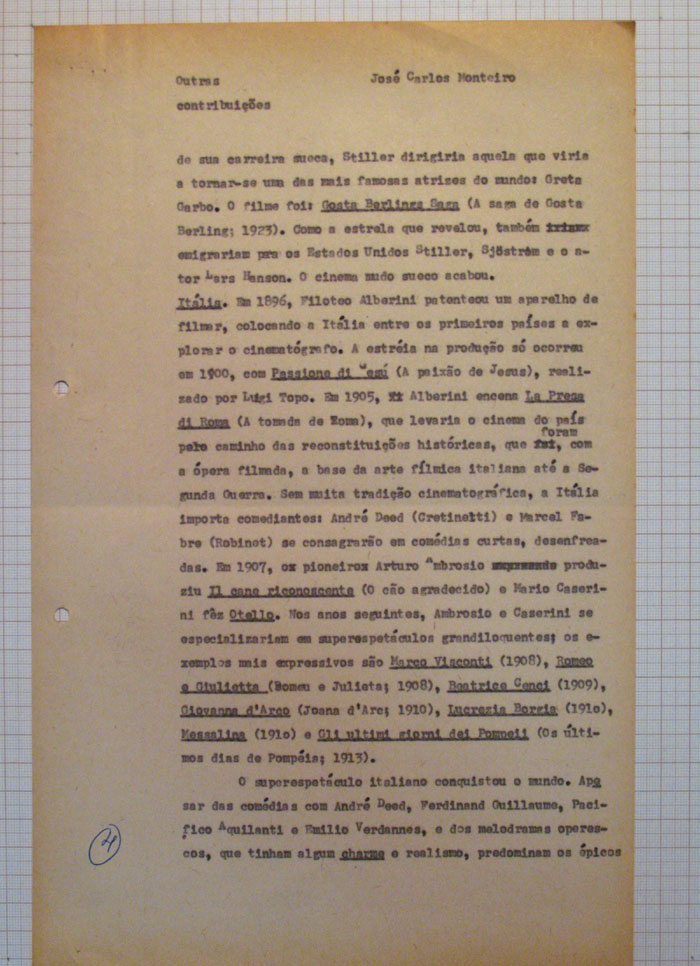 Outras José Carlos Monteiro
contribuições
de sua carreira sueca, Stiller dirigiria aquela que viria
a tornar-se uma das mais famosas atrizes do mundo: Greta
Garbo. O filme foi: Gosta Berlings Saga (A saga de Gosta
Berling; 1923). Como a estrela que revelou, também
emigrariam pra os Estados Unidos Stiller, Sjöström e o a-
tor Lars Hanson. O cinema mudo sueco acabou.
Itália. Em 1896, Filoteo Alberini patenteou um aparelho de
filmar, colocando a Itália entre os primeiros países a ex-
plorar o cinematógrafo. A estréia na produção só ocorreu
em 1900, com Passione di Gesú (A paixão de Jesus), reali-
zado por Luigi Topo. Em 1905, Alberini encena La Presa
di Roma (A tomada de Roma), que levaria o cinema do país
pelo caminho das reconstituições históricas, que foram, com
a ópera filmada, a base da arte fílmica italiana até a Se-
gunda Guerra. Sem muita tradição cinematográfica, a Itália
importa comediantes: André Deed (Cretinetti) e Marcel Fa-
bre (Robinet) se consagrarão em comédias curtas, desenfrea-
das. Em 1907, ox pioneirox Arturo Ambrosio produ-
ziu Il cane riconoscente (O cão agradecido) e Mario Caseri-
ni fêz Otello. Nos anos seguintes, Ambrosio e Caserini se
especializariam em superespetáculos grandiloquentes; os e-
xemplos mais expressivos são Marco Visconti (1908), Romeo
e Giulietta (Romeu e Julieta; 1908), Beatrice Cenci (1909),
Giovanna d'Arco (Joana d'Arc; 1910), Lucrezia Borgia (1910),
Messalina (1910) e Gli ultimi giorni dei Pompeii (Os últi-
mos dias de Pompéia; 1913).
O superespetáculo italiano conquistou o mundo. Ape
sar das comédias com André Deed, Ferdinand Guillaume, Paci-
fico Aquilanti e Emilio Verdannes, e dos melodramas operes-
cos, que tinham algum charme e realismo, predominam os épicos
4